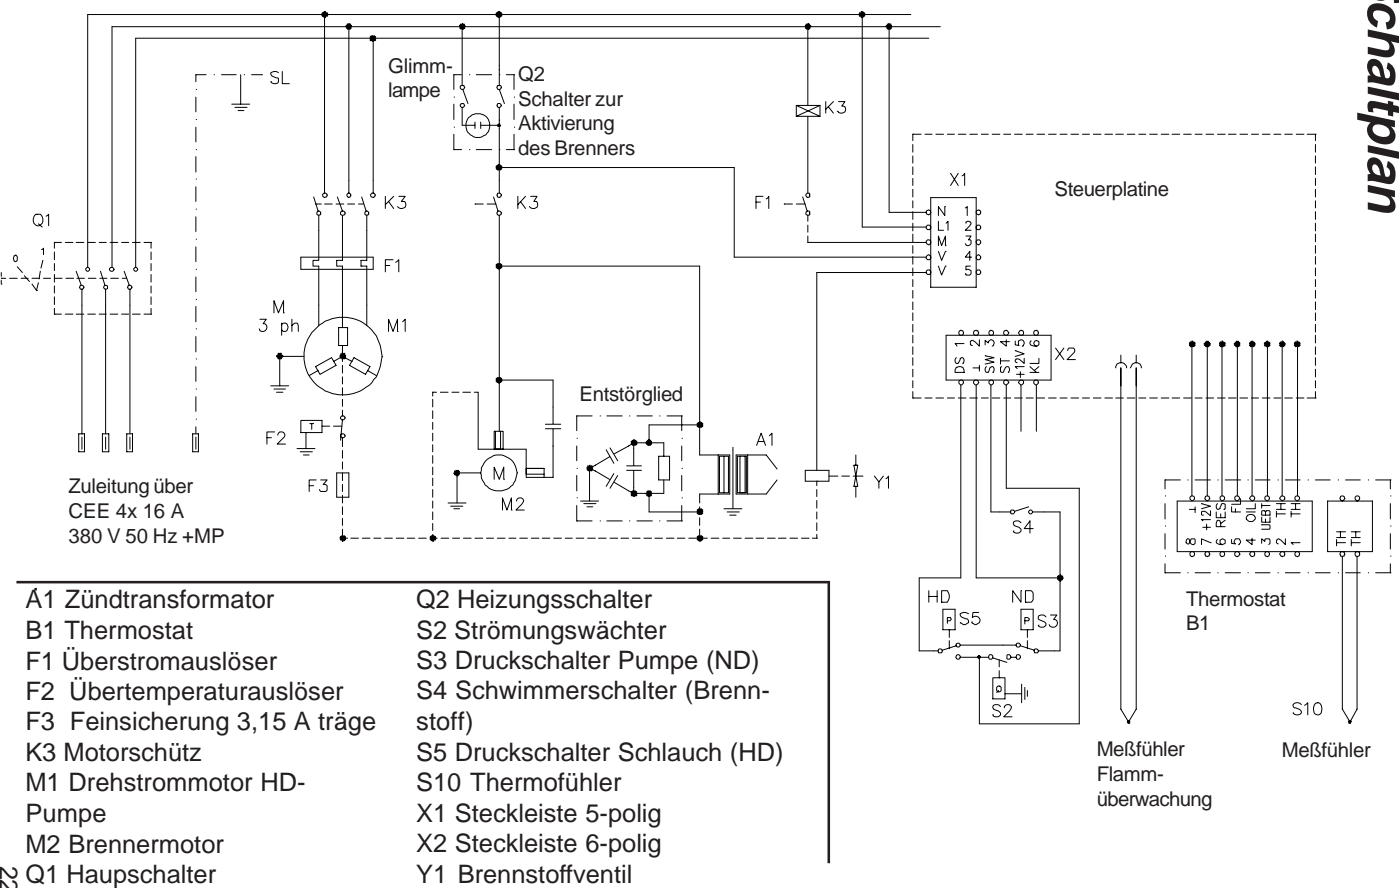 Schaltplan
SL
Glimm-
lampe
Q2
Schalter zur
Aktivierung
des Brenners
K3
Q1
0
1
K3
K3
F1
F1
M
3 ph
M1
F2
T
F3
M
M2
Entstörglied
A1
Y1
Zuleitung über
CEE 4x 16 A
380 V 50 Hz +MP
Steuerplatine
X1
N 1
L1 2
M 3
V 4
V 5
X2
DS 1
⊥ 2
SW 3
ST 4
+12V 5
KL 6
S4
HD
P S5
ND
P S3
Q
S2
⊥ 8
+12V 7
RES 6
FL 5
OIL 4
UEBT 3
TH 2
TH 1
TH
TH
Thermostat
B1
S10
Meßfühler
Flamm-
überwachung
Meßfühler
A1 Zündtransformator
B1 Thermostat
F1 Überstromauslöser
F2 Übertemperaturauslöser
F3 Feinsicherung 3,15 A träge
K3 Motorschütz
M1 Drehstrommotor HD-
Pumpe
M2 Brennermotor
Q1 Haupschalter
Q2 Heizungsschalter
S2 Strömungswächter
S3 Druckschalter Pumpe (ND)
S4 Schwimmerschalter (Brenn-
stoff)
S5 Druckschalter Schlauch (HD)
S10 Thermofühler
X1 Steckleiste 5-polig
X2 Steckleiste 6-polig
Y1 Brennstoffventil
22